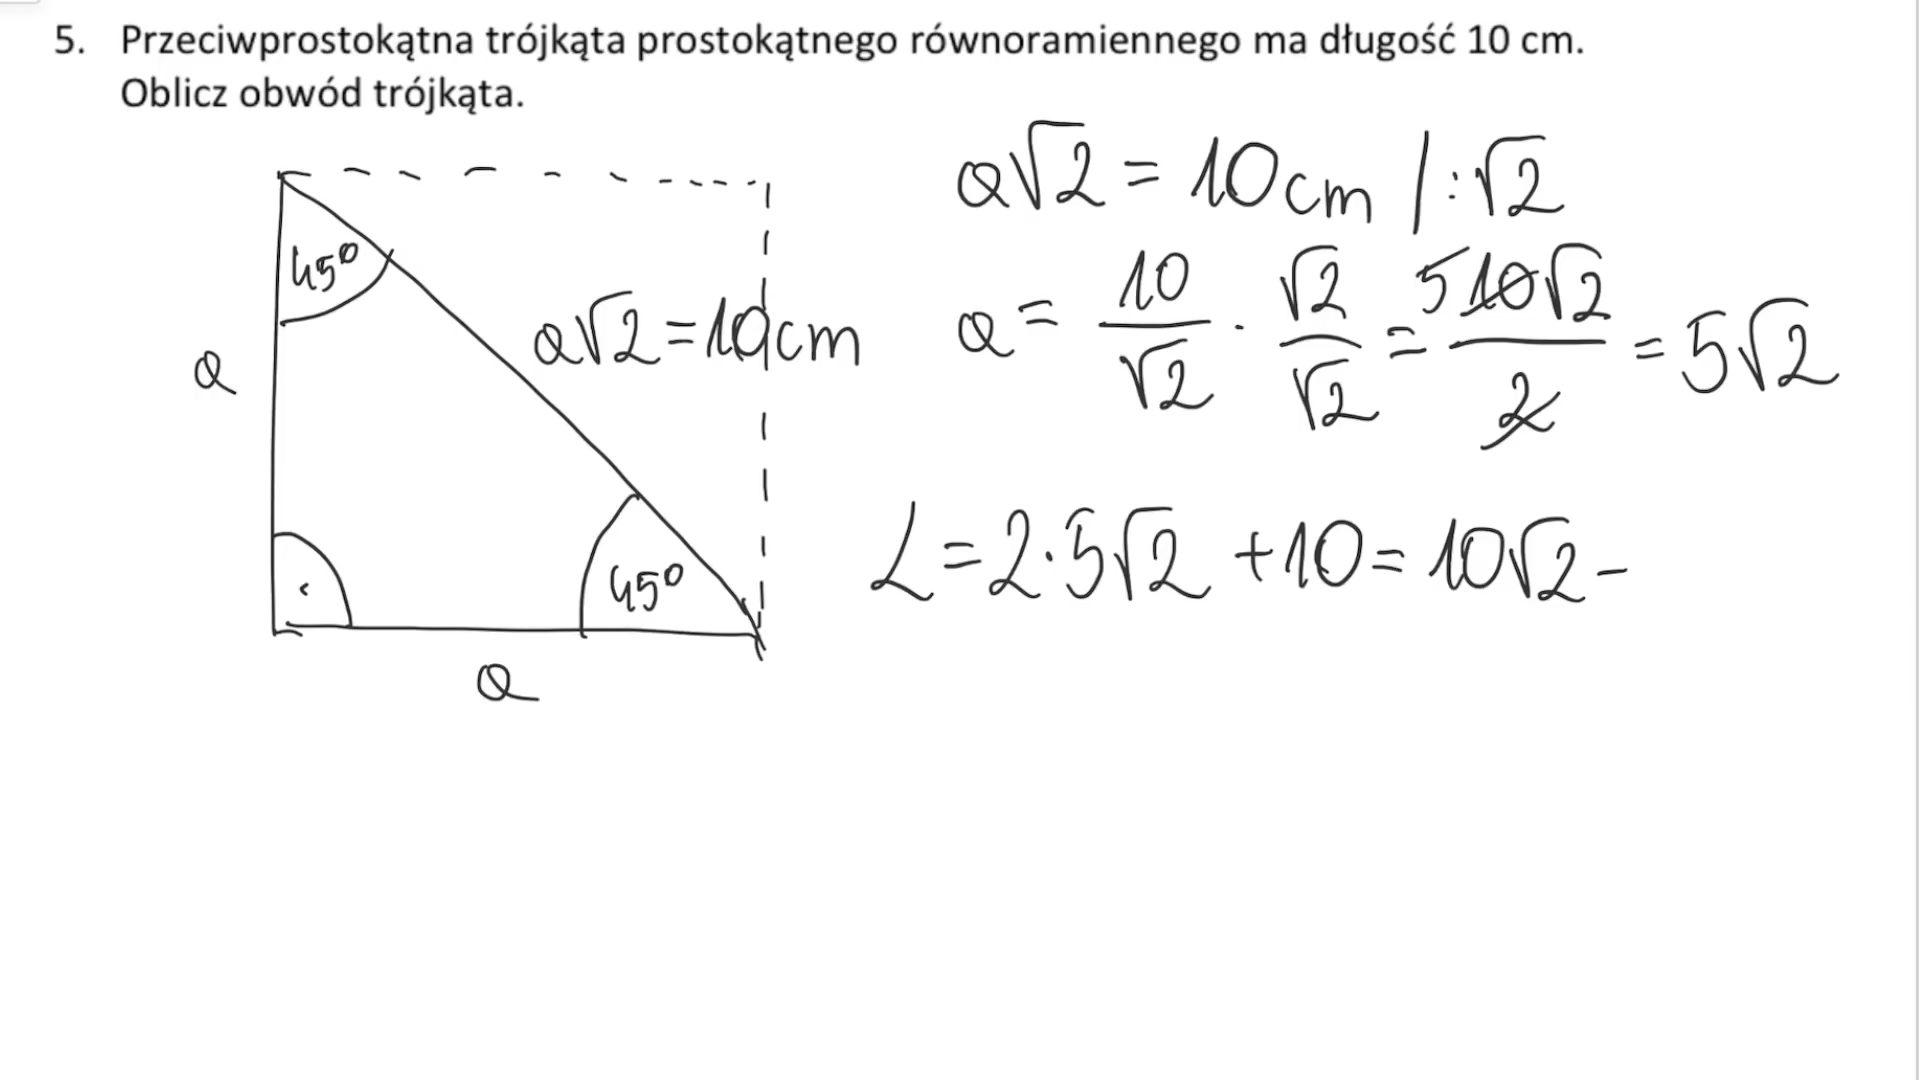 5. Przeciwprostokątna trójkąta prostokątnego równoramiennego ma długość 10 cm.
Oblicz obwód trójkąta.
a√2 = 10cm /:√2
45°
a√2=10cm
a
a = 10/√2 · √2/√2 = 5 10√2/2 = 5√2
L=2·5√2 +10= 10√2 -
45°
a